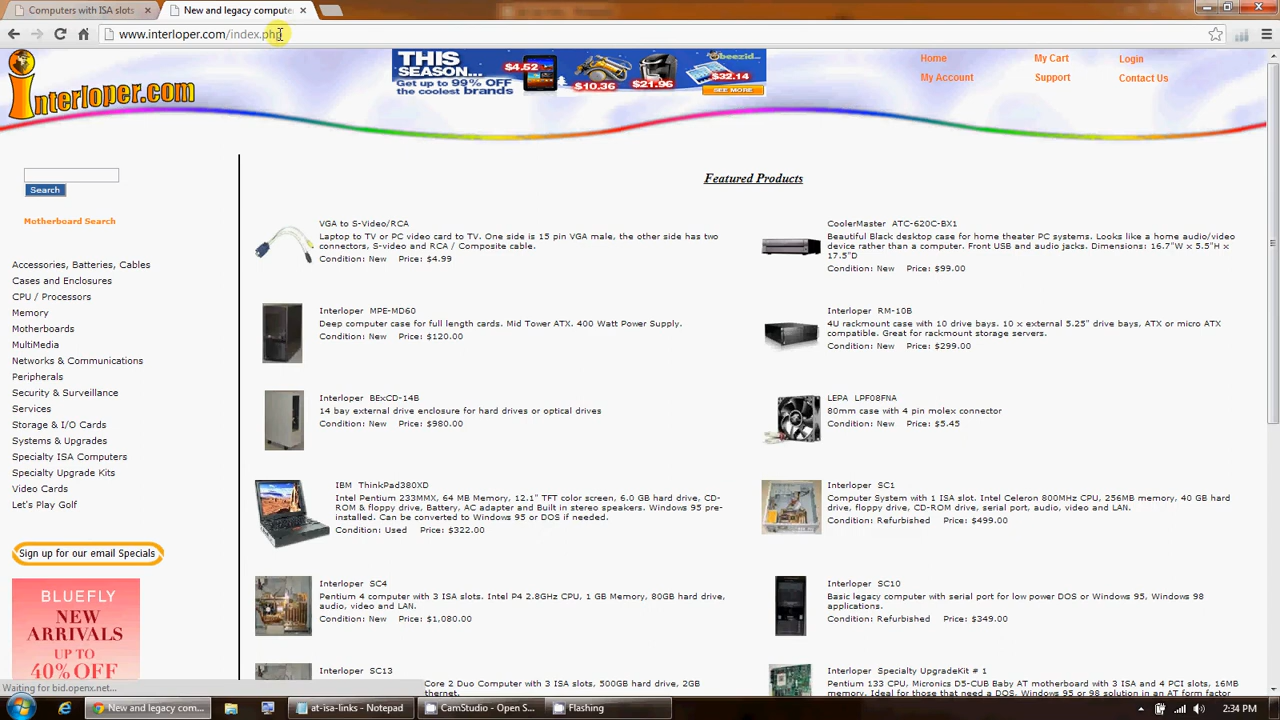 Computers with ISA slots
New and legacy compute
www.interloper.com/index.php
nterloper.com
THIS
SEASON...
Get up to 99% OFF
the coolest brands
$4.52
$10.36
$21.96
beezid
$32.14
SEE MORE
Home
My Cart
Login
My Account
Support
Contact Us
Search
Motherboard Search
Accessories, Batteries, Cables
Cases and Enclosures
CPU / Processors
Memory
Motherboards
MultiMedia
Networks & Communications
Peripherals
Security & Surveillance
Services
Storage & I/O Cards
Systems & Upgrades
Specialty ISA Computers
Specialty Upgrade Kits
Video Cards
Let's Play Golf
Sign up for our email Specials
BLUEFLY
NEW
ARRIVALS
UP TO
40% OFF
Featured Products
VGA to S-Video/RCA
Laptop to TV or PC video card to TV. One side is 15 pin VGA male, the other side has two
connectors, S-video and RCA / Composite cable.
Condition: New Price: $4.99
CoolerMaster ATC-620C-BX1
Beautiful Black desktop case for home theater PC systems. Looks like a home audio/video
device rather than a computer. Front USB and audio jacks. Dimensions: 16.7"W x 5.5"H x
17.5"D
Condition: New Price: $99.00
Interloper MPE-MD60
Deep computer case for full length cards. Mid Tower ATX. 400 Watt Power Supply.
Condition: New Price: $120.00
Interloper RM-10B
4U rackmount case with 10 drive bays. 10 x external 5.25" drive bays, ATX or micro ATX
compatible. Great for rackmount storage servers.
Condition: New Price: $299.00
Interloper BExCD-14B
14 bay external drive enclosure for hard drives or optical drives
Condition: New Price: $980.00
LEPA LPF08FNA
80mm case with 4 pin molex connector
Condition: New Price: $5.45
IBM ThinkPad380XD
Intel Pentium 233MMX, 64 MB Memory, 12.1" TFT color screen, 6.0 GB hard drive, CD-
ROM & floppy drive, Battery, AC adapter and Built in stereo speakers. Windows 95 pre-
installed. Can be converted to Windows 95 or DOS if needed.
Condition: Used Price: $322.00
Interloper SC1
Computer System with 1 ISA slot. Intel Celeron 800MHz CPU, 256MB memory, 40 GB hard
drive, floppy drive, CD-ROM drive, serial port, audio, video and LAN.
Condition: Refurbished Price: $499.00
Interloper SC4
Pentium 4 computer with 3 ISA slots. Intel P4 2.8GHz CPU, 1 GB Memory, 80GB hard drive,
audio, video and LAN.
Condition: New Price: $1,080.00
Interloper SC10
Basic legacy computer with serial port for low power DOS or Windows 95, Windows 98
applications.
Condition: Refurbished Price: $349.00
Interloper SC13
Core 2 Duo Computer with 3 ISA slots, 500GB hard drive, 2GB
ternet.
Interloper Specialty UpgradeKit # 1
Pentium 133 CPU, Micronics D5-CUB Baby AT motherboard with 3 ISA and 4 PCI slots, 16MB
memory. Ideal for those that need a DOS. Windows 95 or 98 solution in an AT form factor
Waiting for bid.openx.net...
New and legacy com...
at-isa-links - Notepad
CamStudio - Open S...
Flashing
2:34 PM